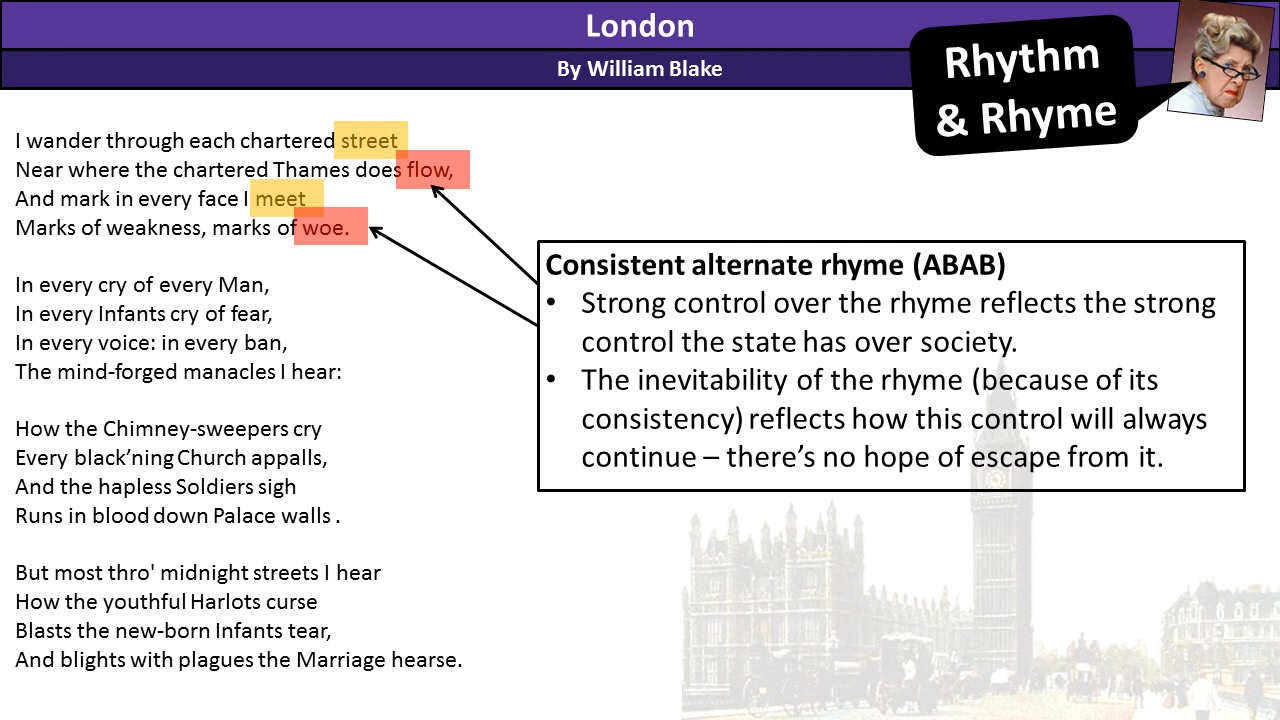 London
By William Blake
Rhythm
& Rhyme
I wander through each chartered street
Near where the chartered Thames does flow,
And mark in every face I meet
Marks of weakness, marks of woe.
In every cry of every Man,
In every Infants cry of fear,
In every voice: in every ban,
The mind-forged manacles I hear:
How the Chimney-sweepers cry
Every black’ning Church appalls,
And the hapless Soldiers sigh
Runs in blood down Palace walls .
But most thro' midnight streets I hear
How the youthful Harlots curse
Blasts the new-born Infants tear,
And blights with plagues the Marriage hearse.
Consistent alternate rhyme (ABAB)
• Strong control over the rhyme reflects the strong
control the state has over society.
• The inevitability of the rhyme (because of its
consistency) reflects how this control will always
continue – there’s no hope of escape from it.